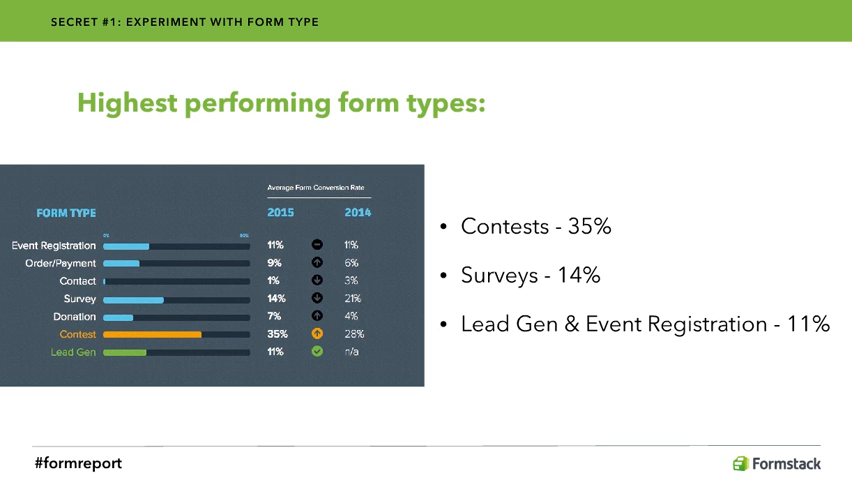 SECRET #1: EXPERIMENT WITH FORM TYPE
Highest performing form types:
Average Form Conversion Rate
FORM TYPE 2015 2014
0% 80%
Event Registration 11% 11%
Order/Payment 9% 6%
Contact 1% 3%
Survey 14% 21%
Donation 7% 4%
Contest 35% 28%
Lead Gen 11% n/a
• Contests - 35%
• Surveys - 14%
• Lead Gen & Event Registration - 11%
#formreport
Formstack